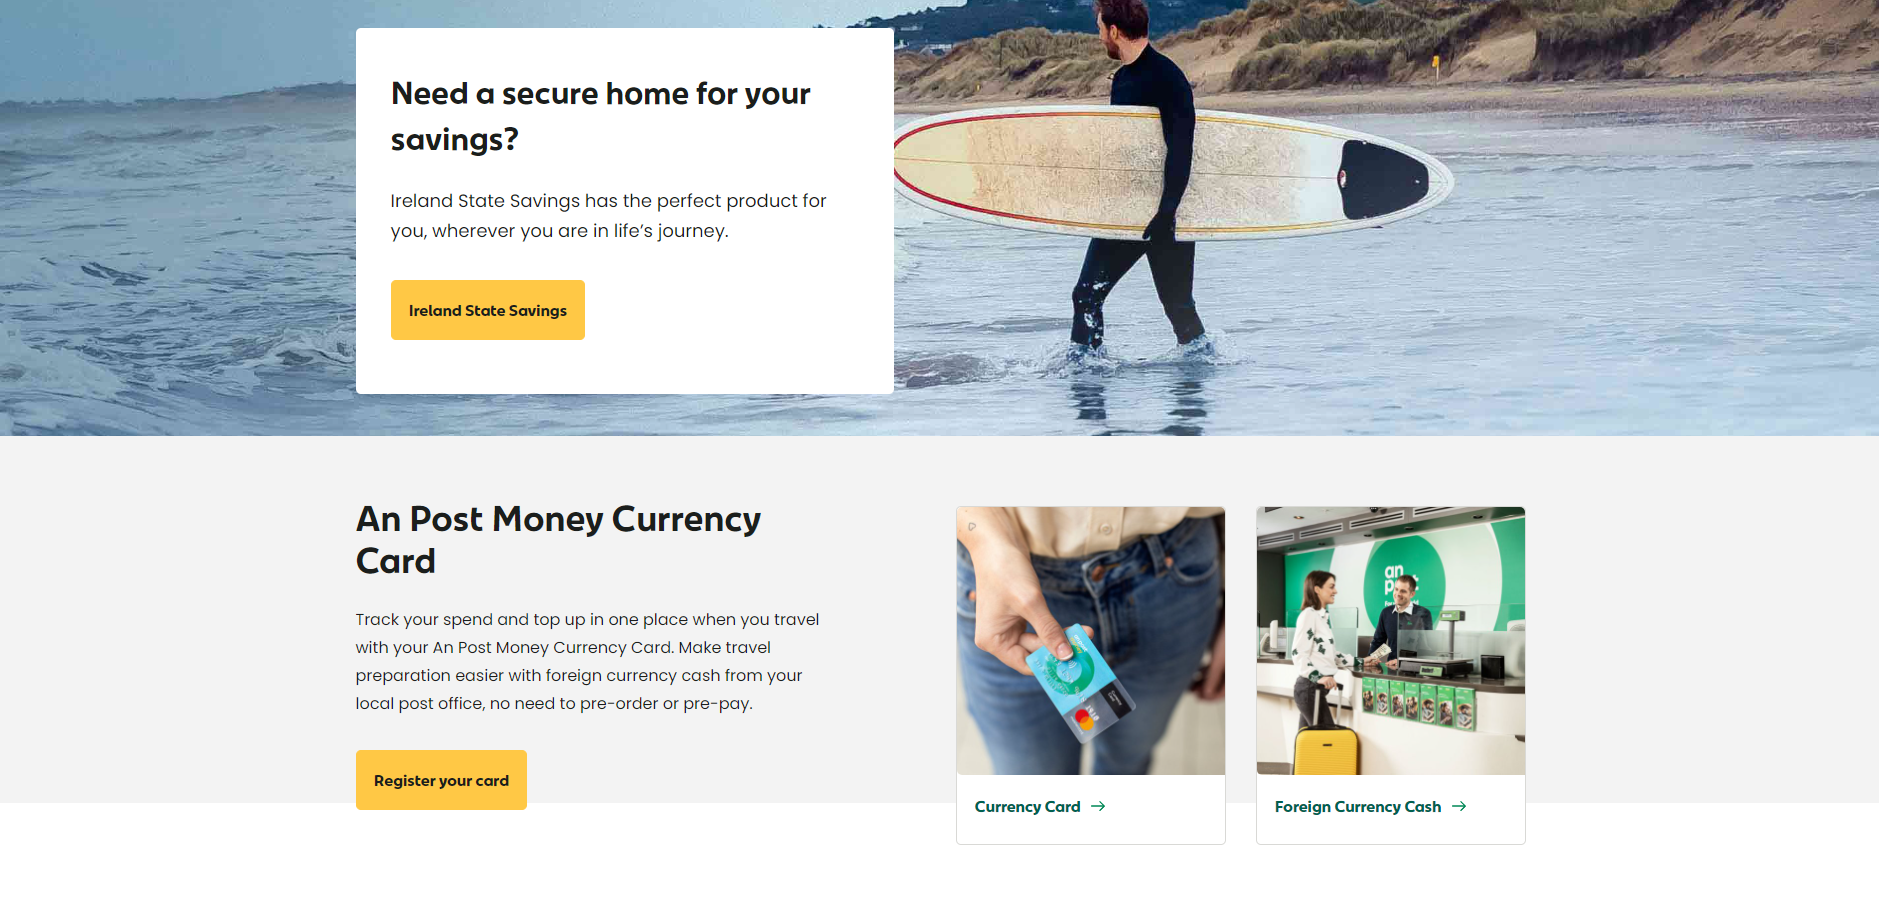 Need a secure home for your
savings?
Ireland State Savings has the perfect product for
you, wherever you are in life’s journey.
Ireland State Savings
An Post Money Currency
Card
Track your spend and top up in one place when you travel
with your An Post Money Currency Card. Make travel
preparation easier with foreign currency cash from your
local post office, no need to pre-order or pre-pay.
Register your card
Currency Card
an
post
Foreign Currency Cash